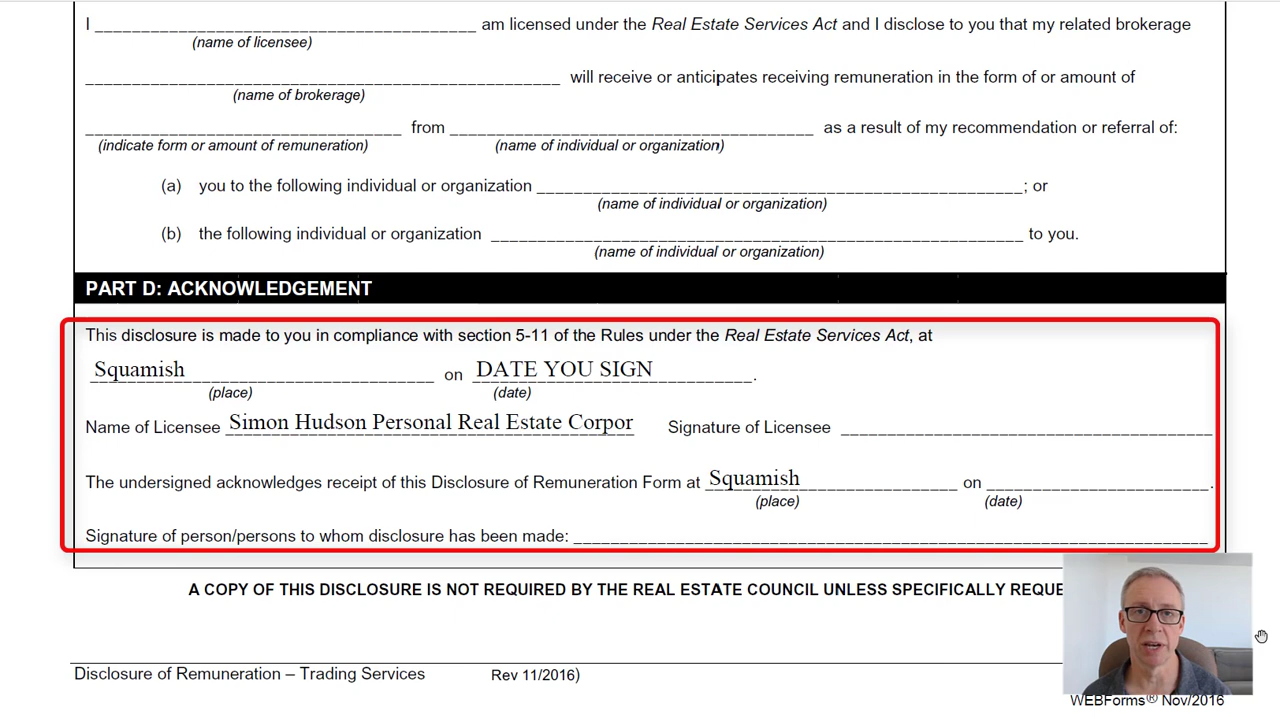 I ________________ am licensed under the Real Estate Services Act and I disclose to you that my related brokerage
(name of licensee)
________________ will receive or anticipates receiving remuneration in the form of or amount of
(name of brokerage)
________________ from ________________ as a result of my recommendation or referral of:
(indicate form or amount of remuneration) (name of individual or organization)
(a) you to the following individual or organization ________________; or
(name of individual or organization)
(b) the following individual or organization ________________ to you.
(name of individual or organization)
PART D: ACKNOWLEDGEMENT
This disclosure is made to you in compliance with section 5-11 of the Rules under the Real Estate Services Act, at
Squamish on DATE YOU SIGN.
(place) (date)
Name of Licensee Simon Hudson Personal Real Estate Corpor Signature of Licensee ________________
The undersigned acknowledges receipt of this Disclosure of Remuneration Form at Squamish on ________________.
(place) (date)
Signature of person/persons to whom disclosure has been made: ________________
A COPY OF THIS DISCLOSURE IS NOT REQUIRED BY THE REAL ESTATE COUNCIL UNLESS SPECIFICALLY REQUE
Disclosure of Remuneration – Trading Services Rev 11/2016)
WEBForms® Nov/2016